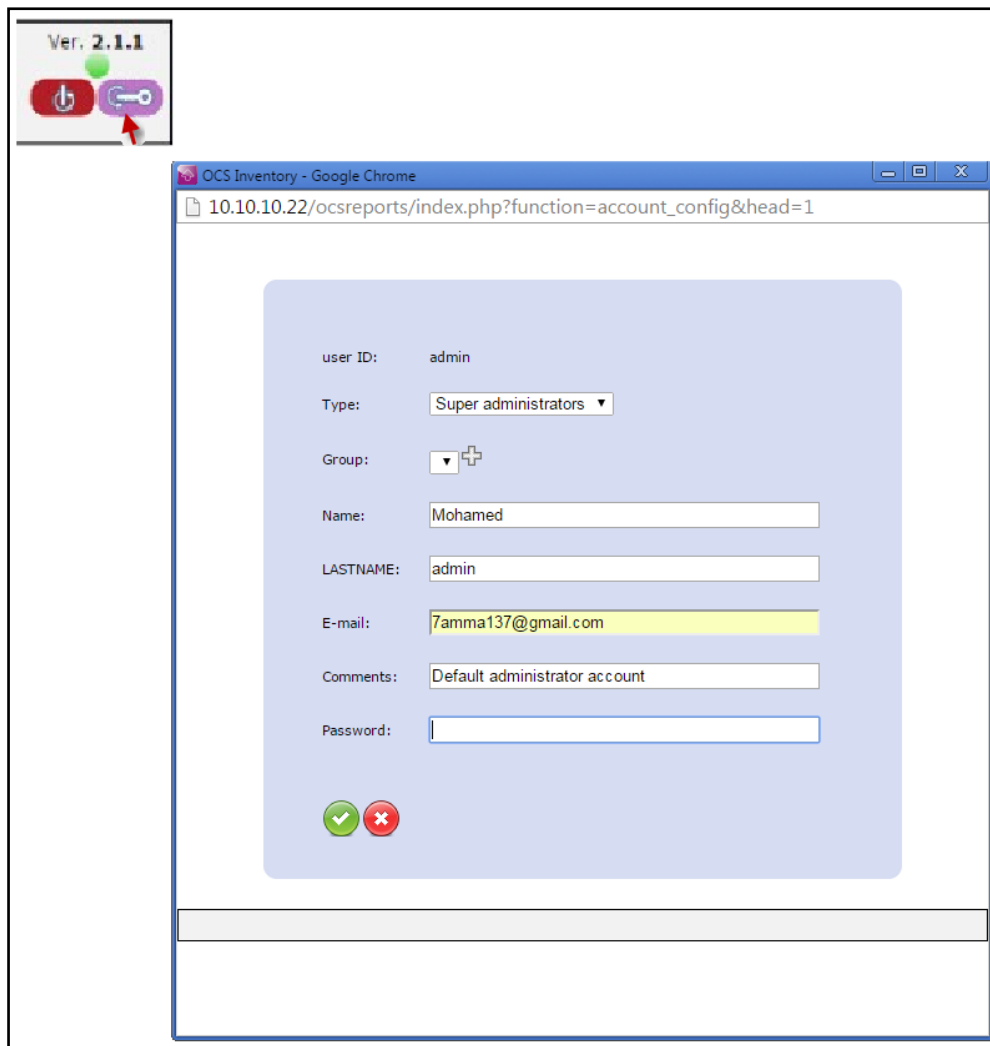 Ver. 2.1.1
OCS Inventory - Google Chrome
10.10.10.22/ocsreports/index.php?function=account_config&head=1
user ID: admin
Type: Super administrators
Group:
Name: Mohamed
LASTNAME: admin
E-mail: 7amma137@gmail.com
Comments: Default administrator account
Password: